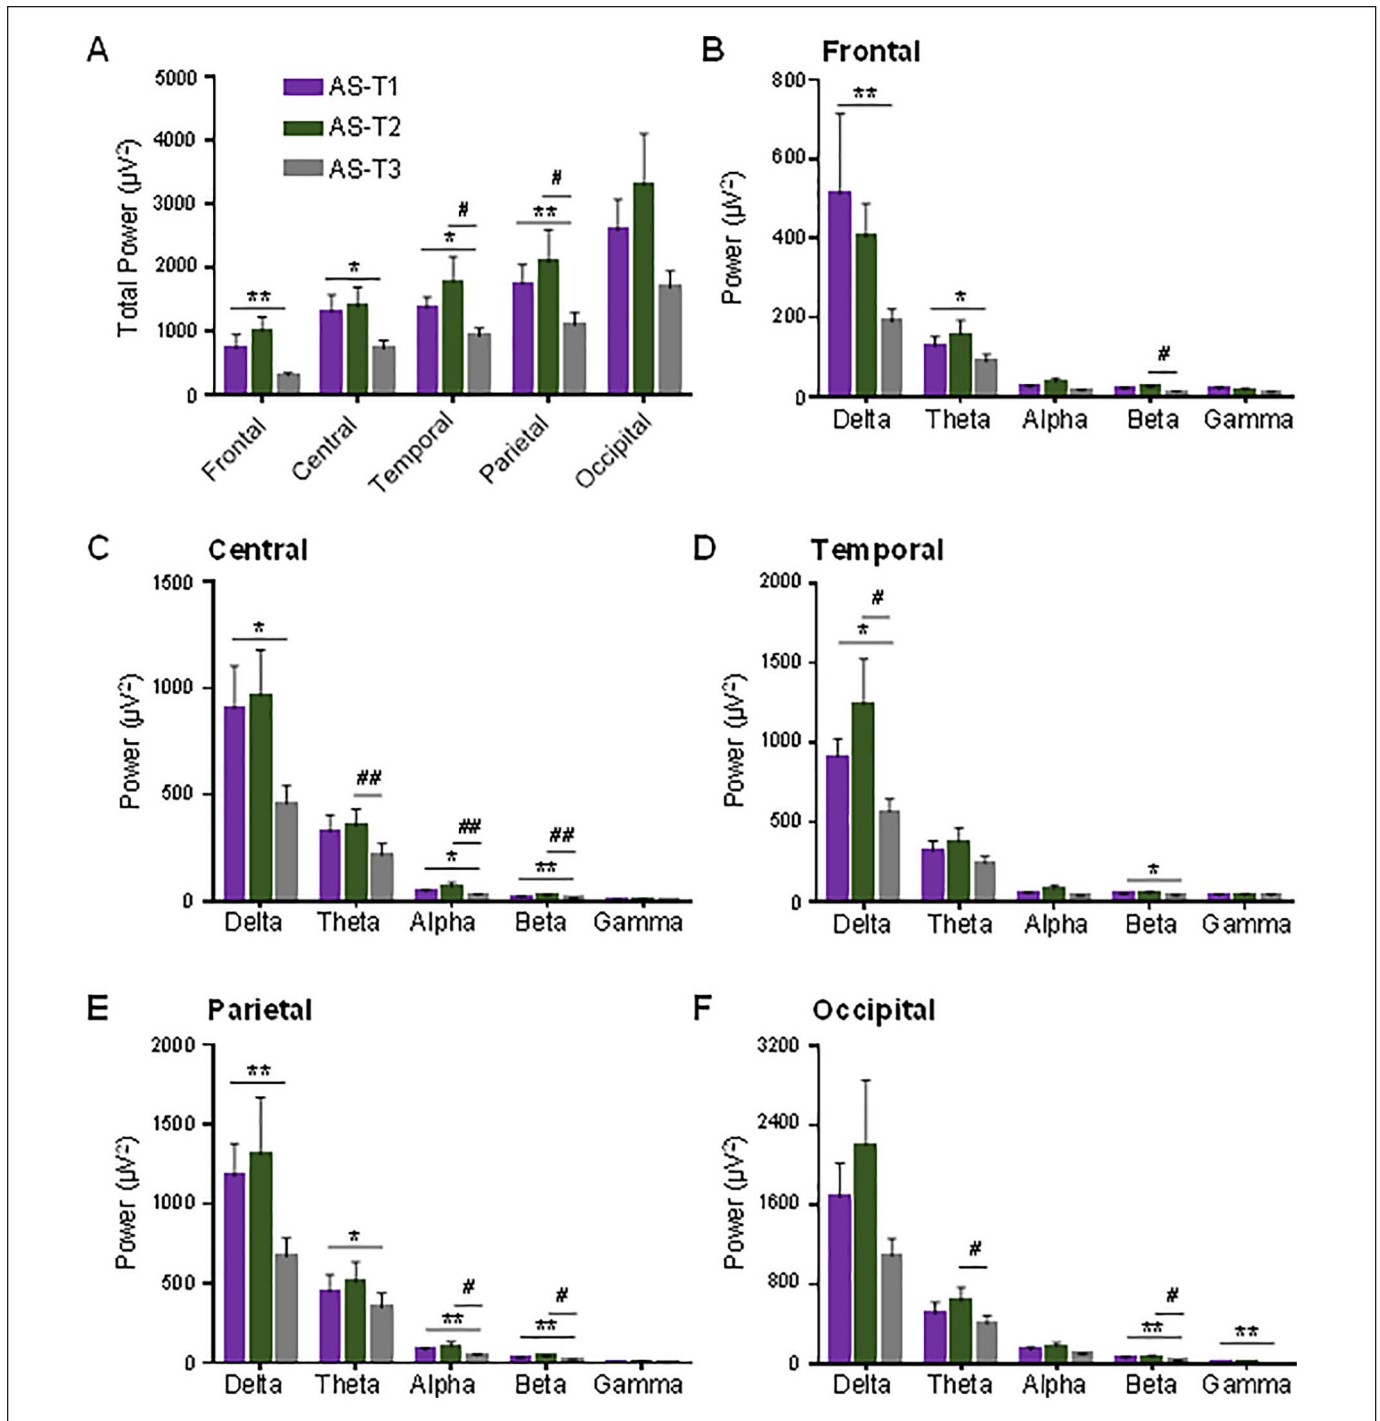 A
Total Power (µV²)
5000
4000
3000
2000
1000
0
AS-T1
AS-T2
AS-T3
**
*
#
*
#
**
Frontal
Central
Temporal
Parietal
Occipital
B
Frontal
Power (µV²)
800
600
400
200
0
**
*
#
Delta Theta Alpha Beta Gamma
C
Central
Power (µV²)
1500
1000
500
0
*
##
##
*
##
**
Delta Theta Alpha Beta Gamma
D
Temporal
Power (µV²)
2000
1500
1000
500
0
#
*
*
Delta Theta Alpha Beta Gamma
E
Parietal
Power (µV²)
2000
1500
1000
500
0
**
*
#
**
#
**
Delta Theta Alpha Beta Gamma
F
Occipital
Power (µV²)
3200
2400
1600
800
0
#
#
**
**
Delta Theta Alpha Beta Gamma